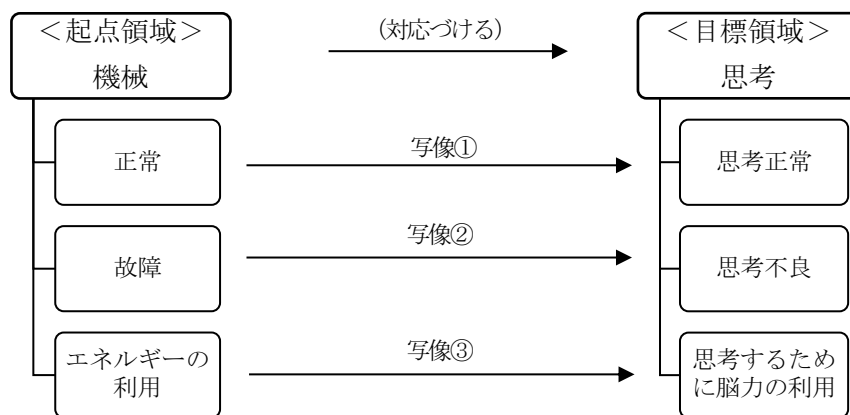 ＜起点領域＞
機械
（対応づける）
＜目標領域＞
思考
正常
写像①
思考正常
故障
写像②
思考不良
エネルギーの
利用
写像③
思考するため
に脳力の利用